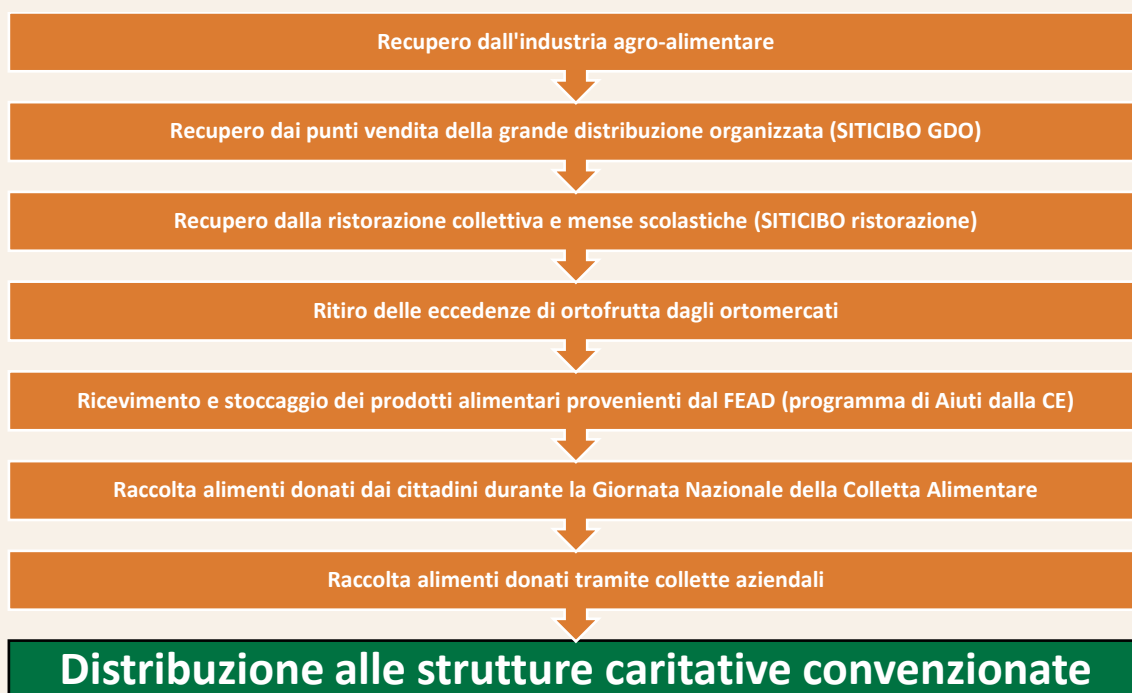 Recupero dall'industria agro-alimentare
Recupero dai punti vendita della grande distribuzione organizzata (SITICIBO GDO)
Recupero dalla ristorazione collettiva e mense scolastiche (SITICIBO ristorazione)
Ritiro delle eccedenze di ortofrutta dagli ortomercati
Ricevimento e stoccaggio dei prodotti alimentari provenienti dal FEAD (programma di Aiuti dalla CE)
Raccolta alimenti donati dai cittadini durante la Giornata Nazionale della Colletta Alimentare
Raccolta alimenti donati tramite collette aziendali
Distribuzione alle strutture caritative convenzionate